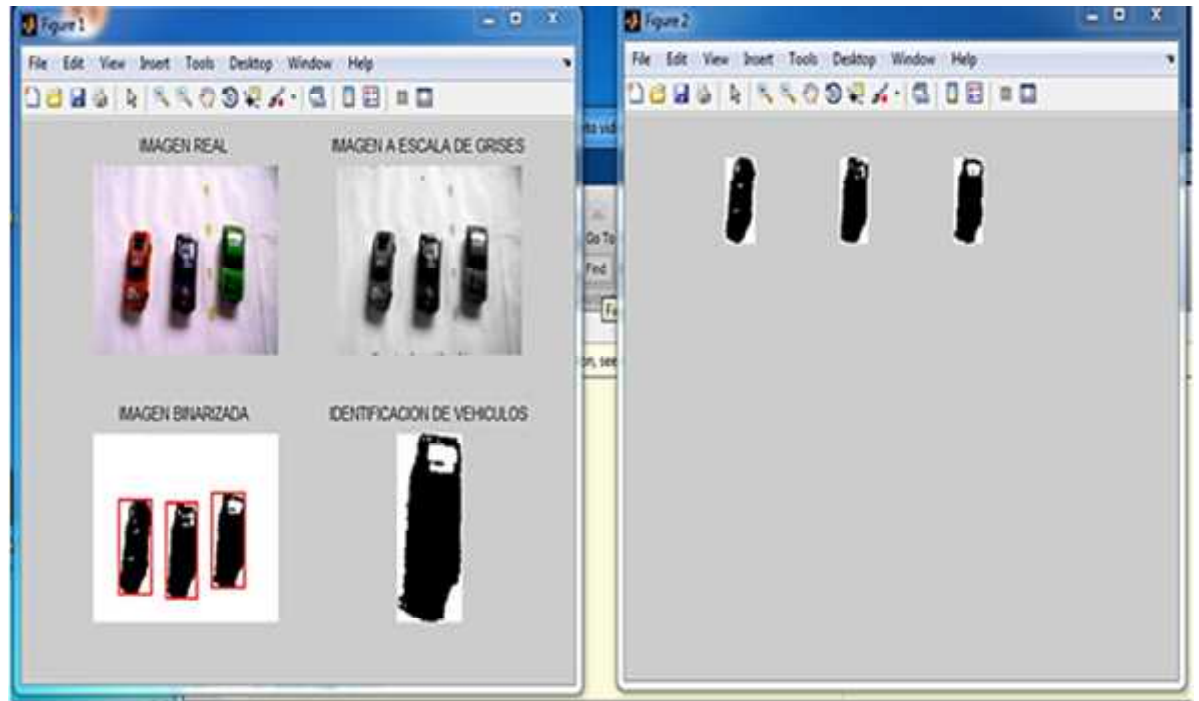 Figure 1
File Edit View Insert Tools Desktop Window Help
IMAGEN REAL
IMAGEN A ESCALA DE GRISES
IMAGEN BINARIZADA
IDENTIFICACION DE VEHICULOS
Go To
Find
Figure 2
File Edit View Insert Tools Desktop Window Help